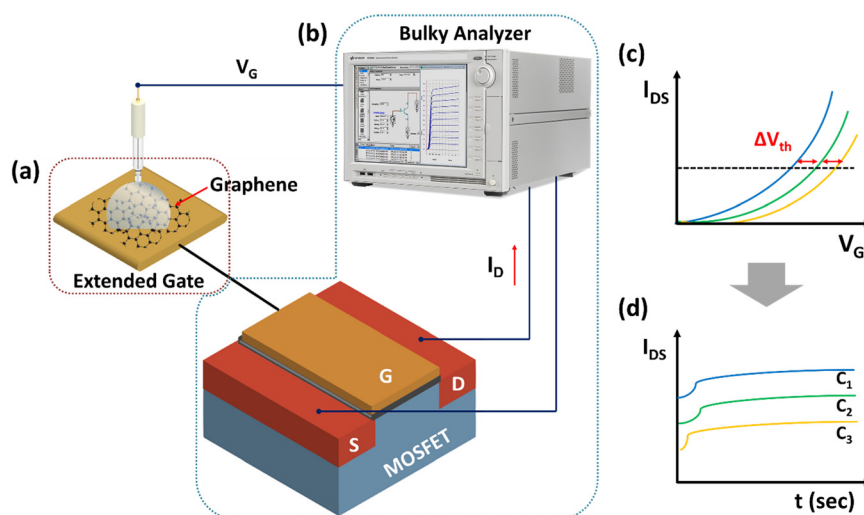 (b)
Bulky Analyzer
V_G
(a)
Graphene
Extended Gate
I_D
G
D
S
MOSFET
(c)
I_DS
ΔV_th
V_G
(d)
I_DS
C_1
C_2
C_3
t (sec)